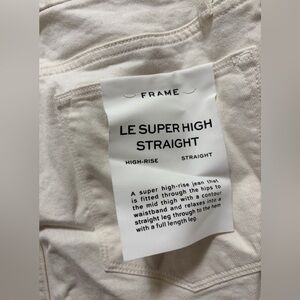 FRAME
LE SUPER HIGH
STRAIGHT
HIGH-RISE STRAIGHT
A super high-rise jean that
is fitted through the hips to
the mid thigh with a contour
waistband and relaxes into a
straight leg through to the hem
with a full length leg.